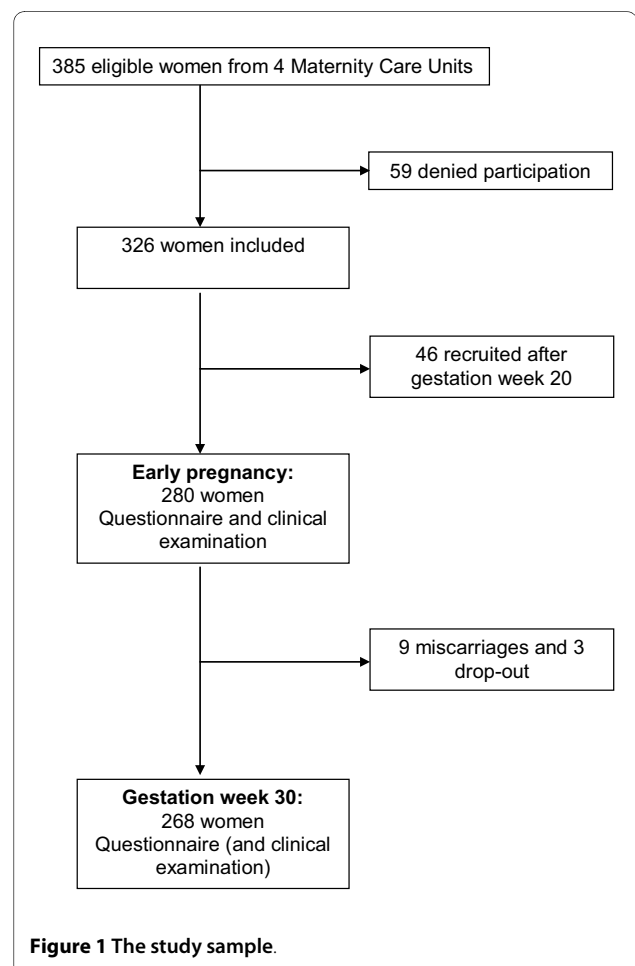 385 eligible women from 4 Maternity Care Units
59 denied participation
326 women included
46 recruited after
gestation week 20
Early pregnancy:
280 women
Questionnaire and clinical
examination
9 miscarriages and 3
drop-out
Gestation week 30:
268 women
Questionnaire (and clinical
examination)
Figure 1 The study sample.